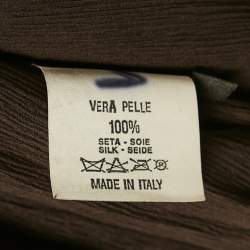 VERA PELLE
100%
SETA - SOIE
SILK - SEIDE
MADE IN ITALY